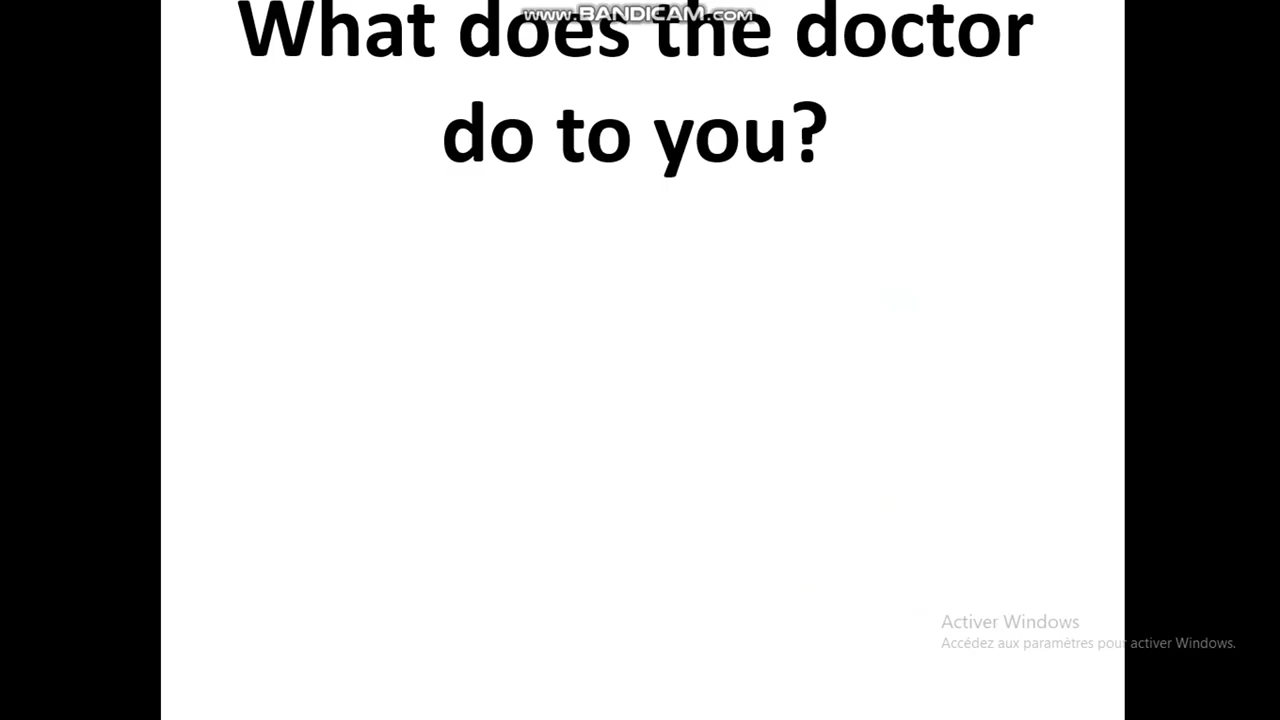 www.BANDICAM.com
What does the doctor
do to you?
Activer Windows
Accédez aux paramètres pour activer Windows.